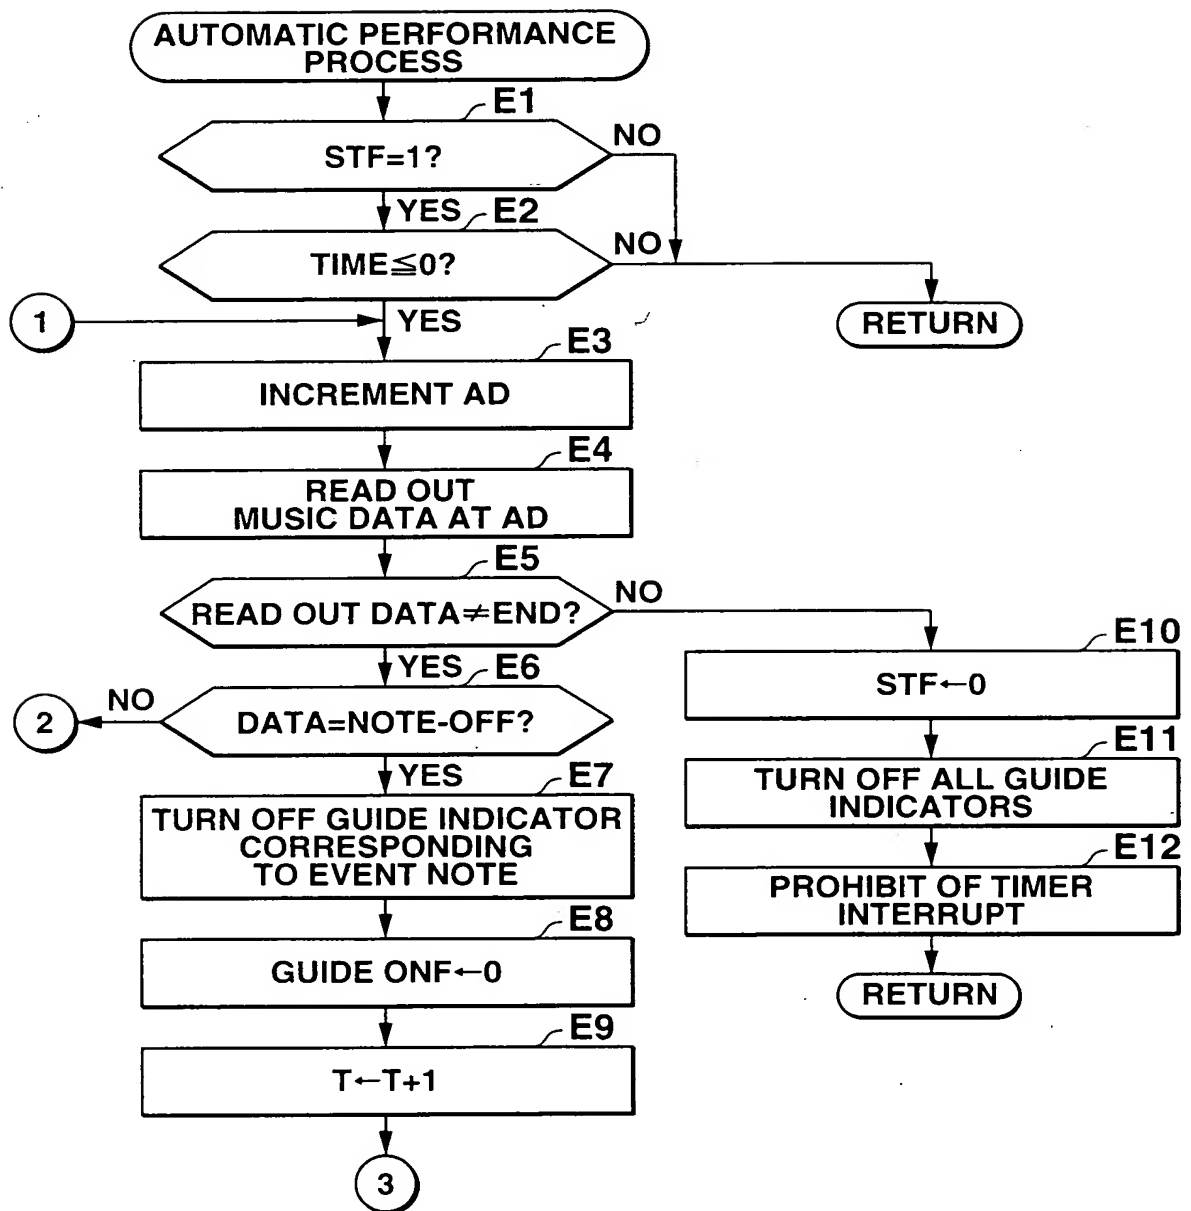 AUTOMATIC PERFORMANCE
PROCESS
E1
STF=1?
NO
YES
E2
TIME≦0?
NO
1
YES
RETURN
E3
INCREMENT AD
E4
READ OUT
MUSIC DATA AT AD
E5
READ OUT DATA≠END?
NO
YES
E6
DATA=NOTE-OFF?
NO
2
YES
E7
TURN OFF GUIDE INDICATOR
CORRESPONDING
TO EVENT NOTE
E8
GUIDE ONF←0
E9
T←T+1
3
E10
STF←0
E11
TURN OFF ALL GUIDE
INDICATORS
E12
PROHIBIT OF TIMER
INTERRUPT
RETURN